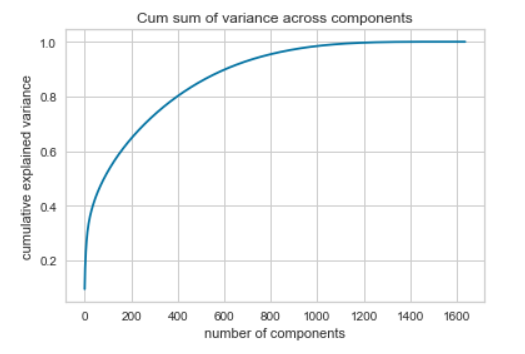 Cum sum of variance across components
cumulative explained variance
1.0
0.8
0.6
0.4
0.2
0 200 400 600 800 1000 1200 1400 1600
number of components